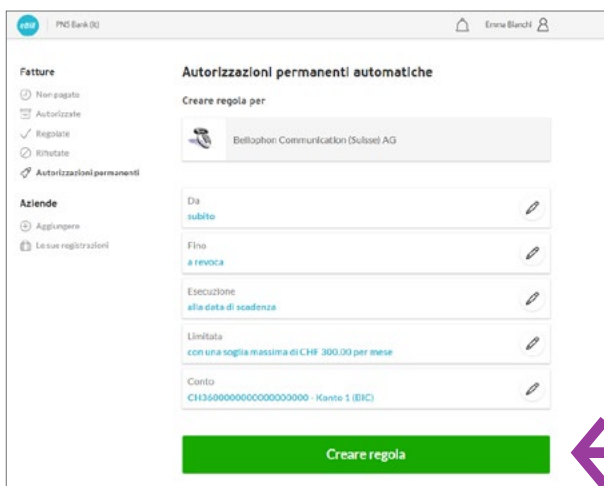 eBill PNS Bank (it)
Emma Bianchi
Fatture
Non pagato
Autorizzate
Regolate
Rifiutate
Autorizzazioni permanenti
Aziende
Aggiungere
Le sue registrazioni
Autorizzazioni permanenti automatiche
Creare regola per
Bellophon Communication (Suisse) AG
Da
subito
Fino
a revoca
Esecuzione
alla data di scadenza
Limitata
con una soglia massima di CHF 300.00 per mese
Conto
CH3600000000000000000 - Konto 1 (BIC)
Creare regola